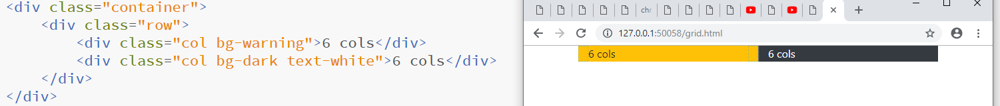 <div class="container">
<div class="row">
<div class="col bg-warning">6 cols</div>
<div class="col bg-dark text-white">6 cols</div>
</div>
</div>
chr
127.0.0.1:50058/grid.html
6 cols
6 cols